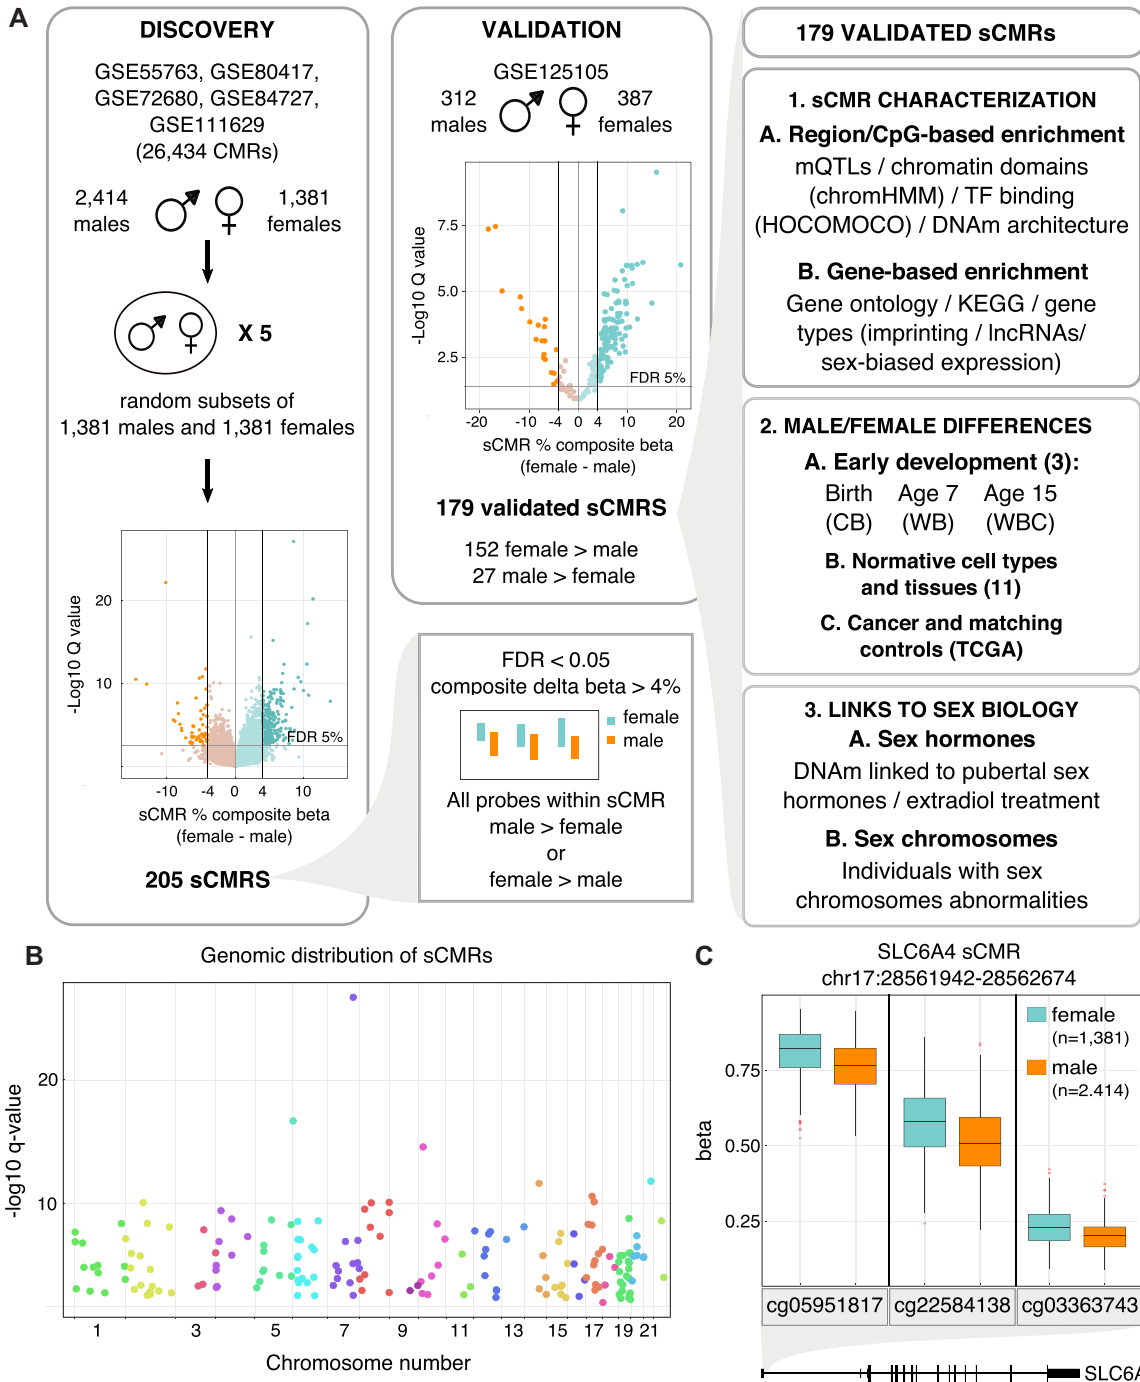 A
DISCOVERY
GSE55763, GSE80417,
GSE72680, GSE84727,
GSE111629
(26,434 CMRs)
2,414
males
1,381
females
X 5
random subsets of
1,381 males and 1,381 females
-Log10 Q value
20
10
FDR 5%
-10
-4
0
4
10
sCMR % composite beta
(female - male)
205 sCMRS
VALIDATION
GSE125105
312
males
387
females
-Log10 Q value
7.5
5.0
2.5
FDR 5%
-20
-10
-4
0
4
10
20
sCMR % composite beta
(female - male)
179 validated sCMRS
152 female > male
27 male > female
FDR < 0.05
composite delta beta > 4%
female
male
All probes within sCMR
male > female
or
female > male
179 VALIDATED sCMRs
1. sCMR CHARACTERIZATION
A. Region/CpG-based enrichment
mQTLs / chromatin domains
(chromHMM) / TF binding
(HOCOMOCO) / DNAm architecture
B. Gene-based enrichment
Gene ontology / KEGG / gene
types (imprinting / lncRNAs/
sex-biased expression)
2. MALE/FEMALE DIFFERENCES
A. Early development (3):
Birth Age 7 Age 15
(CB) (WB) (WBC)
B. Normative cell types
and tissues (11)
C. Cancer and matching
controls (TCGA)
3. LINKS TO SEX BIOLOGY
A. Sex hormones
DNAm linked to pubertal sex
hormones / extradiol treatment
B. Sex chromosomes
Individuals with sex
chromosomes abnormalities
B
Genomic distribution of sCMRs
-log10 q-value
20
10
1 3 5 7 9 11 13 15 17 19 21
Chromosome number
C
SLC6A4 sCMR
chr17:28561942-28562674
beta
0.75
0.50
0.25
female
(n=1,381)
male
(n=2.414)
cg05951817 cg22584138 cg03363743
SLC6A